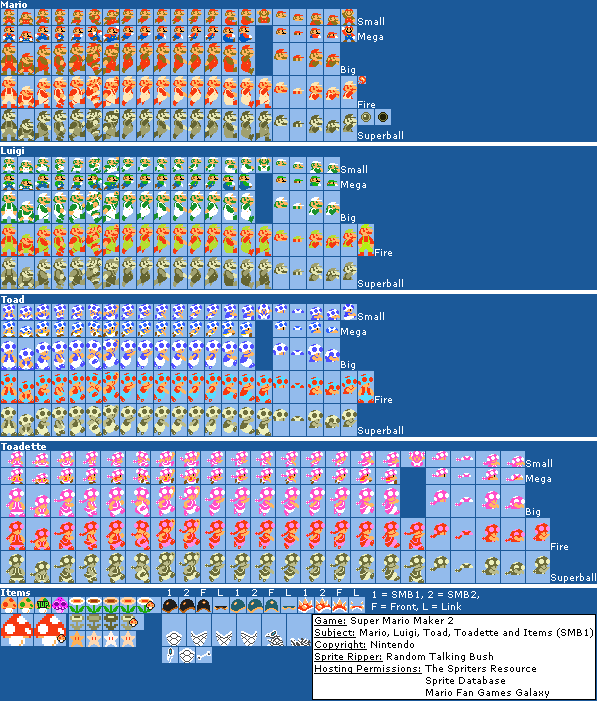 Mario
Small
Mega
Big
Fire
Superball
Luigi
Small
Mega
Big
Fire
Superball
Toad
Small
Mega
Big
Fire
Superball
Toadette
Small
Mega
Big
Fire
Superball
Items
1 2 F L 1 2 F L 1 2 F L
1 = SMB1, 2 = SMB2,
F = Front, L = Link
Game: Super Mario Maker 2
Subject: Mario, Luigi, Toad, Toadette and Items (SMB1)
Copyright: Nintendo
Sprite Ripper: Random Talking Bush
Hosting Permissions: The Spriters Resource
Sprite Database
Mario Fan Games Galaxy